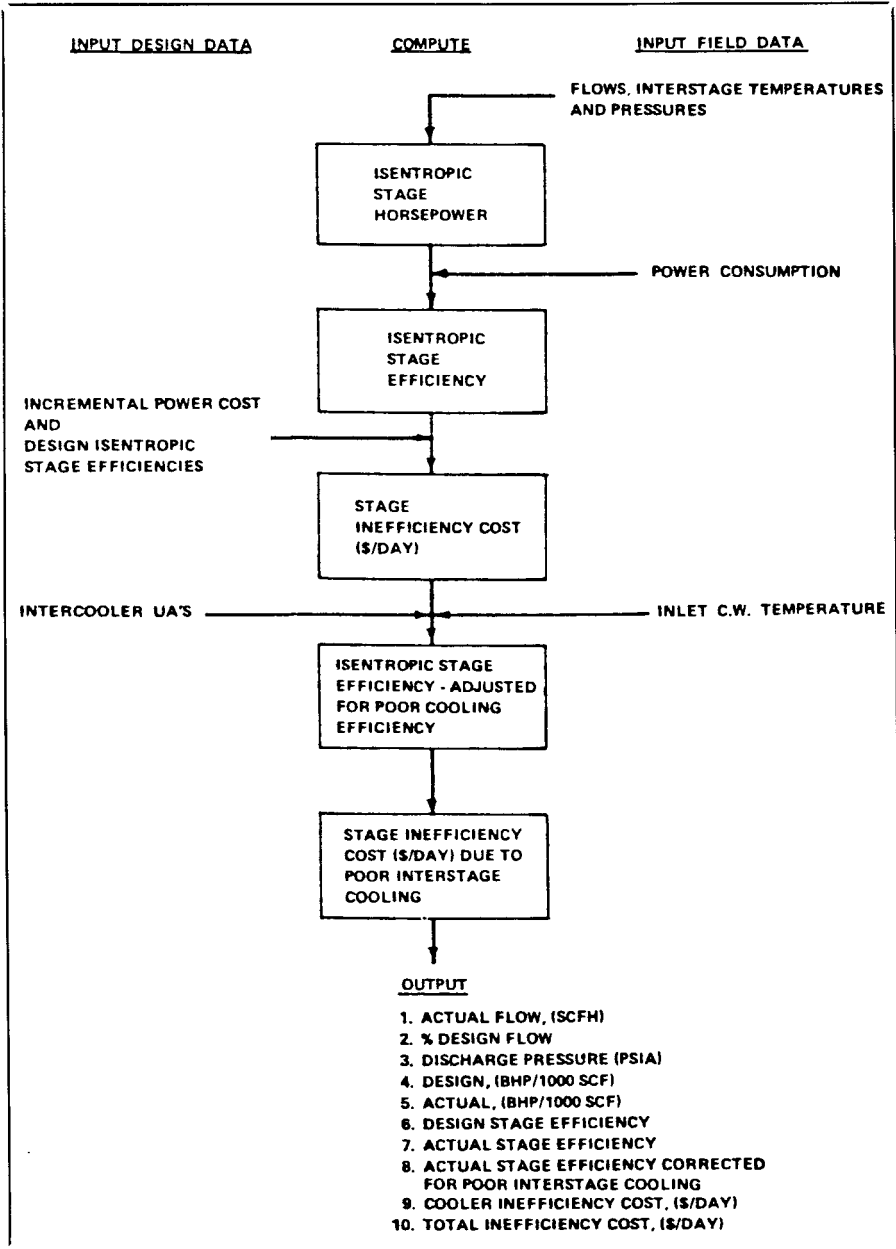 INPUT DESIGN DATA
COMPUTE
INPUT FIELD DATA
FLOWS, INTERSTAGE TEMPERATURES
AND PRESSURES
ISENTROPIC
STAGE
HORSEPOWER
POWER CONSUMPTION
ISENTROPIC
STAGE
EFFICIENCY
INCREMENTAL POWER COST
AND
DESIGN ISENTROPIC
STAGE EFFICIENCIES
STAGE
INEFFICIENCY COST
($/DAY)
INTERCOOLER UA'S
INLET C.W. TEMPERATURE
ISENTROPIC STAGE
EFFICIENCY - ADJUSTED
FOR POOR COOLING
EFFICIENCY
STAGE INEFFICIENCY
COST ($/DAY) DUE TO
POOR INTERSTAGE
COOLING
OUTPUT
1. ACTUAL FLOW, (SCFH)
2. % DESIGN FLOW
3. DISCHARGE PRESSURE (PSIA)
4. DESIGN, (BHP/1000 SCF)
5. ACTUAL, (BHP/1000 SCF)
6. DESIGN STAGE EFFICIENCY
7. ACTUAL STAGE EFFICIENCY
8. ACTUAL STAGE EFFICIENCY CORRECTED
FOR POOR INTERSTAGE COOLING
9. COOLER INEFFICIENCY COST, ($/DAY)
10. TOTAL INEFFICIENCY COST, ($/DAY)